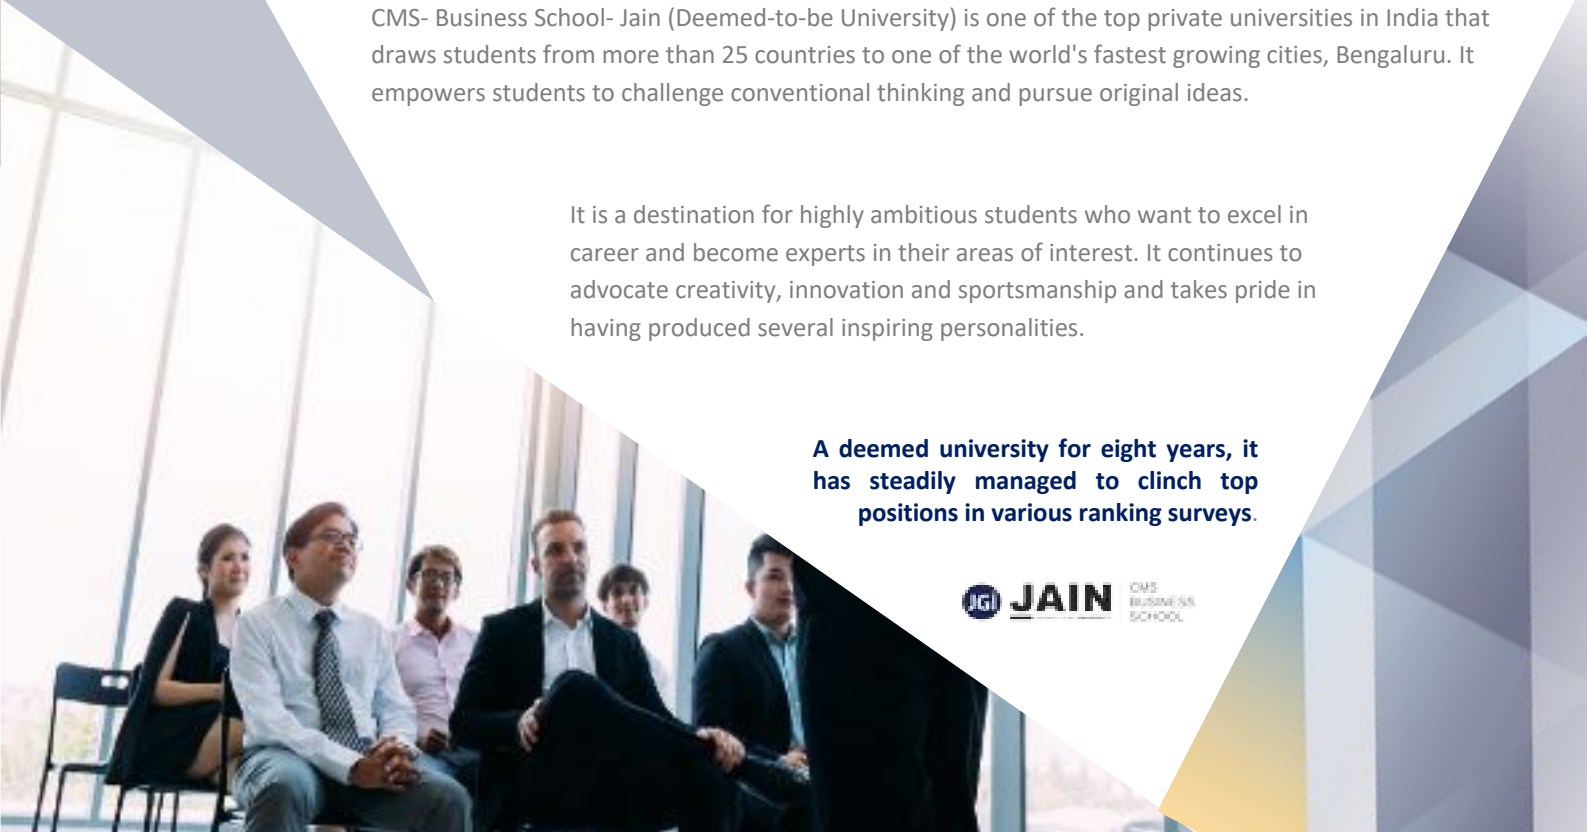 CMS- Business School- Jain (Deemed-to-be University) is one of the top private universities in India that
draws students from more than 25 countries to one of the world's fastest growing cities, Bengaluru. It
empowers students to challenge conventional thinking and pursue original ideas.
It is a destination for highly ambitious students who want to excel in
career and become experts in their areas of interest. It continues to
advocate creativity, innovation and sportsmanship and takes pride in
having produced several inspiring personalities.
A deemed university for eight years, it
has steadily managed to clinch top
positions in various ranking surveys.
JGI JAIN
CMS
BUSINESS
SCHOOL